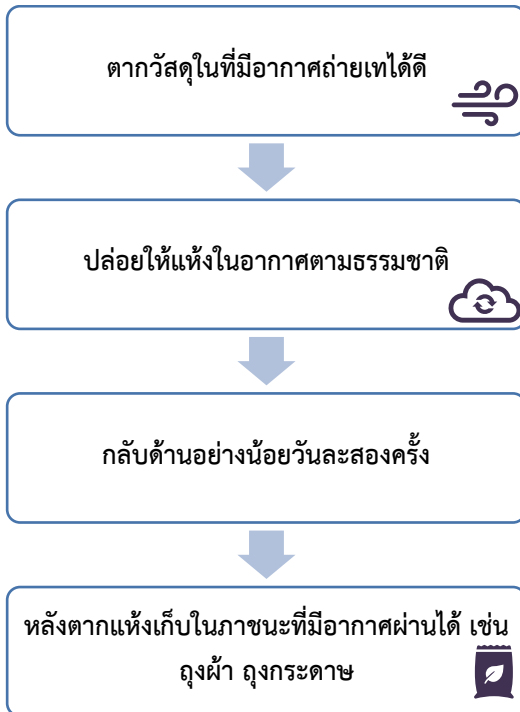 ตากวัสดุในที่มีอากาศถ่ายเทได้ดี
ปล่อยให้แห้งในอากาศตามธรรมชาติ
กลับด้านอย่างน้อยวันละสองครั้ง
หลังตากแห้งเก็บในภาชนะที่มีอากาศผ่านได้ เช่น
ถุงผ้า ถุงกระดาษ